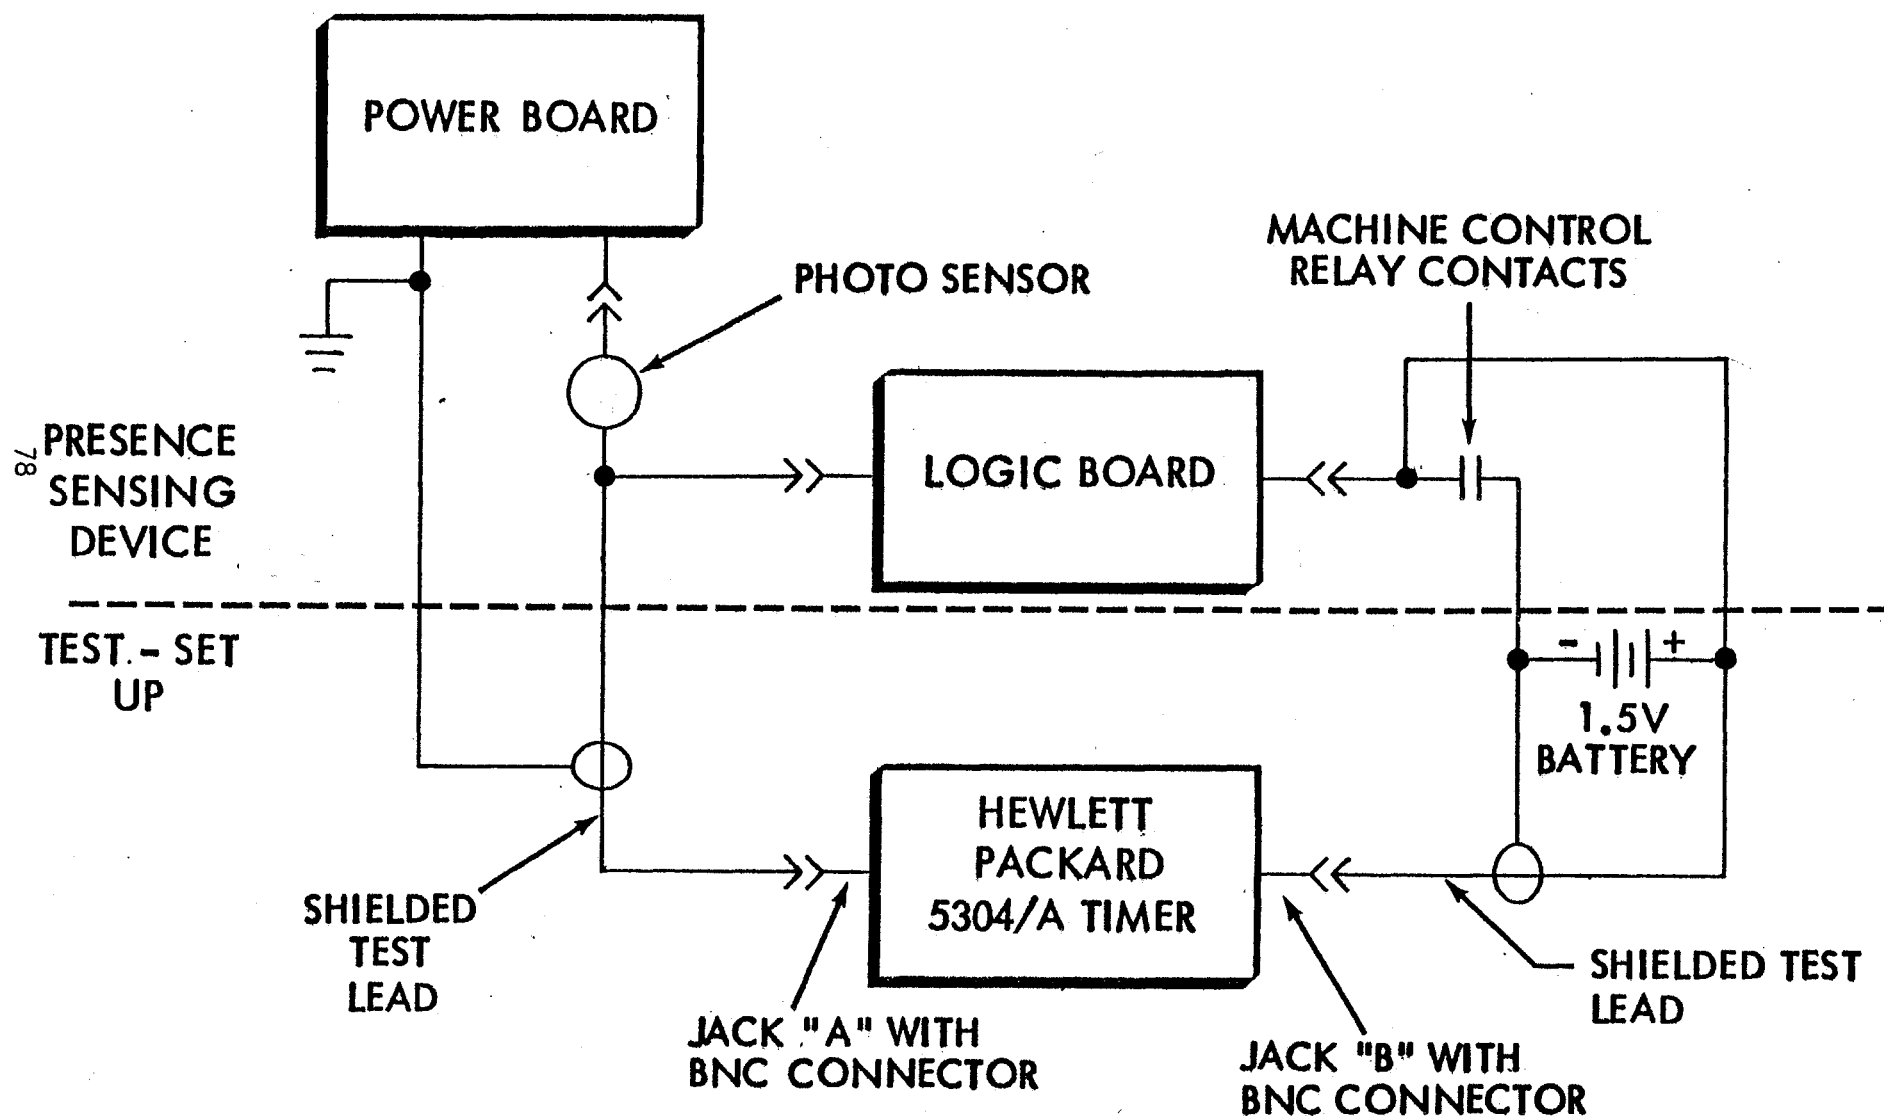 POWER BOARD
PHOTO SENSOR
MACHINE CONTROL
RELAY CONTACTS
PRESENCE
SENSING
DEVICE
78
LOGIC BOARD
TEST.- SET
UP
- +
1.5V
BATTERY
HEWLETT
PACKARD
5304/A TIMER
SHIELDED
TEST
LEAD
SHIELDED TEST
LEAD
JACK "A" WITH
BNC CONNECTOR
JACK "B" WITH
BNC CONNECTOR